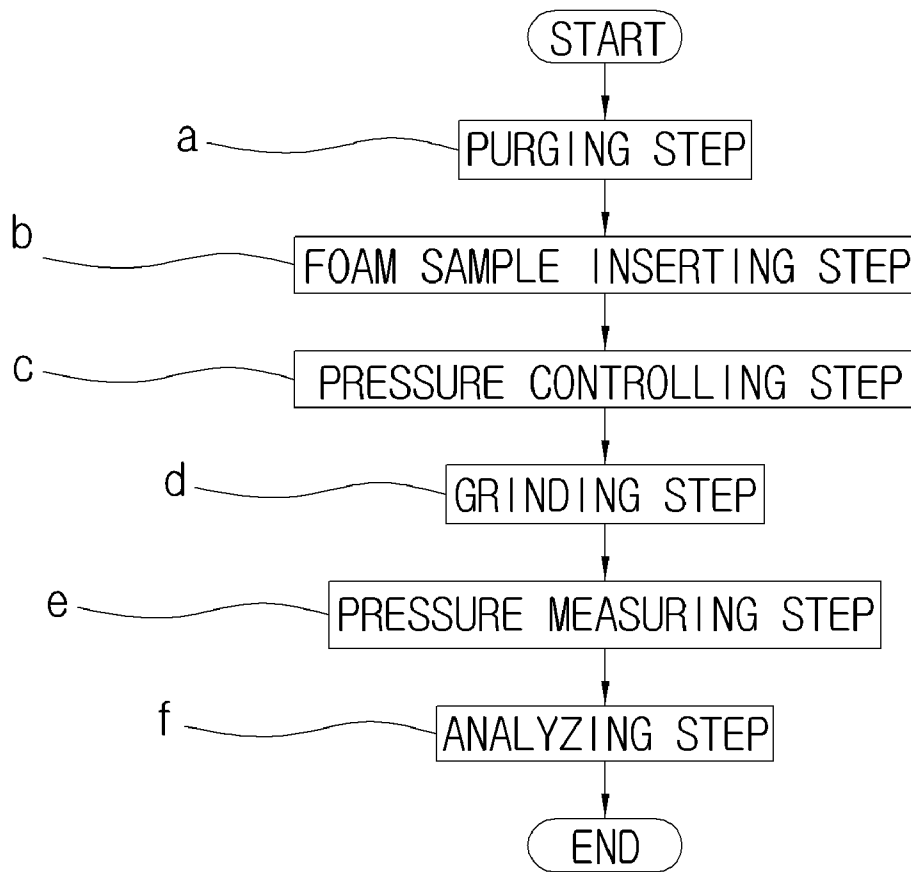 START
a
PURGING STEP
b
FOAM SAMPLE INSERTING STEP
c
PRESSURE CONTROLLING STEP
d
GRINDING STEP
e
PRESSURE MEASURING STEP
f
ANALYZING STEP
END